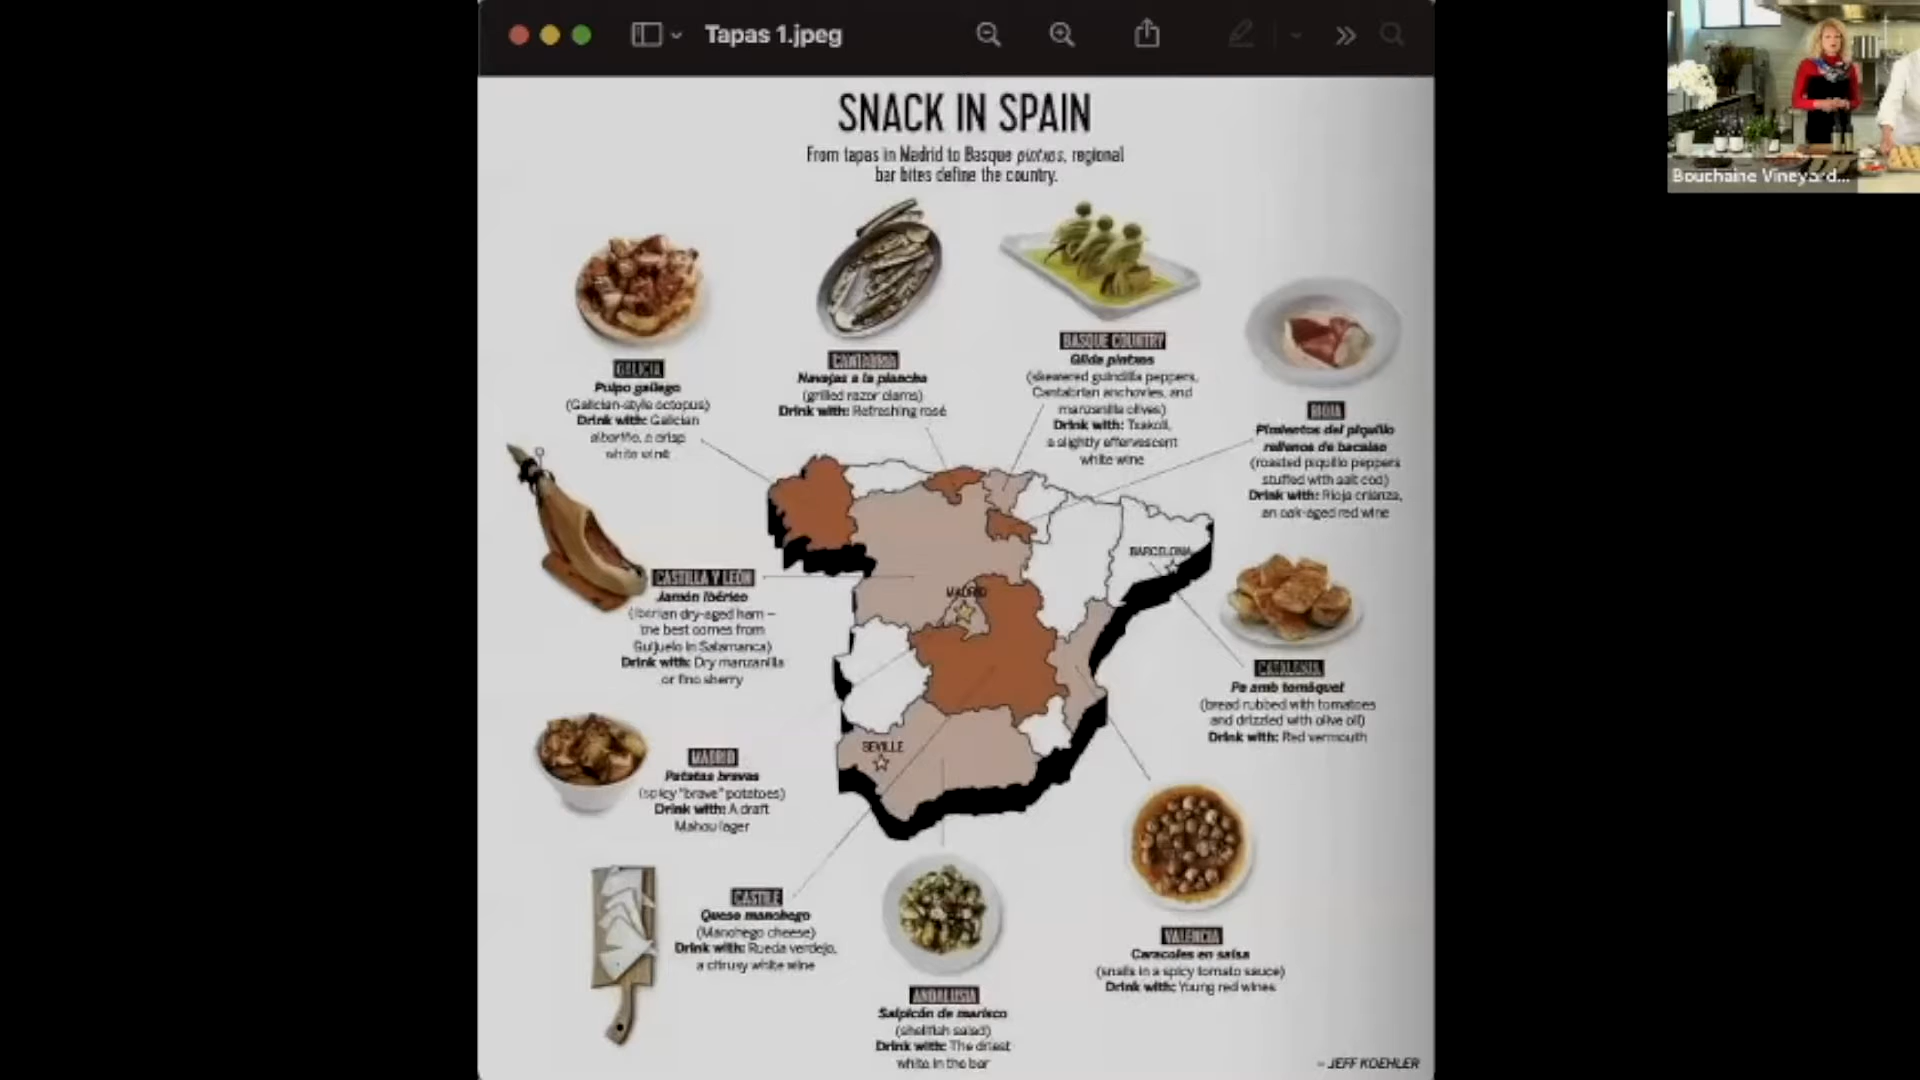 Tapas 1.jpeg
SNACK IN SPAIN
From tapas in Madrid to Basque pintxos, regional
bar bites define the country.
GALICIA
Pulpo gallego
(Galician-style octopus)
Drink with: Galician
albariño, a crisp
white wine
CANTABRIA
Navajas a la plancha
(grilled razor clams)
Drink with: Refreshing rosé
BASQUE COUNTRY
Gilda pintxos
(skewered guindilla peppers,
Cantabrian anchovies, and
manzanilla olives)
Drink with: Txakoli,
a slightly effervescent
white wine
RIOJA
Pimientos del piquillo
rellenos de bacalao
(roasted piquillo peppers
stuffed with salt cod)
Drink with: Rioja crianza,
an oak-aged red wine
CASTILLA Y LEÓN
Jamón Ibérico
(Iberian dry-aged ham –
the best comes from
Guijuelo in Salamanca)
Drink with: Dry manzanilla
or fino sherry
BARCELONA
MADRID
SEVILLE
CATALONIA
Pa amb tomàquet
(bread rubbed with tomatoes
and drizzled with olive oil)
Drink with: Red vermouth
MADRID
Patatas bravas
(spicy "brave" potatoes)
Drink with: A draft
Mahou lager
CASTILE
Queso manchego
(Manchego cheese)
Drink with: Rueda verdejo,
a citrusy white wine
ANDALUSIA
Salpicón de marisco
(shellfish salad)
Drink with: The driest
white in the bar
VALENCIA
Caracoles en salsa
(snails in a spicy tomato sauce)
Drink with: Young red wines
– JEFF KOEHLER
Bouchaine Vineyard...